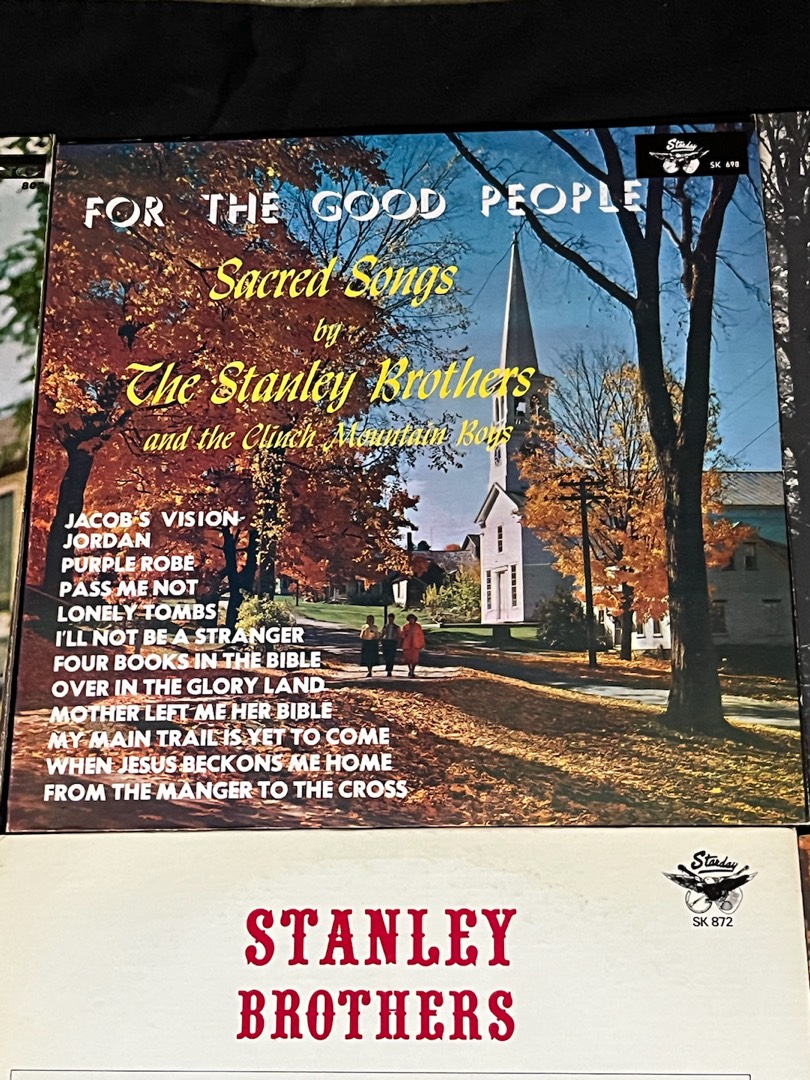 Starday
SK 698
FOR THE GOOD PEOPLE
Sacred Songs
by
The Stanley Brothers
and the Clinch Mountain Boys
JACOB'S VISION
JORDAN
PURPLE ROBE
PASS ME NOT
LONELY TOMBS
I'LL NOT BE A STRANGER
FOUR BOOKS IN THE BIBLE
OVER IN THE GLORY LAND
MOTHER LEFT ME HER BIBLE
MY MAIN TRAIL IS YET TO COME
WHEN JESUS BECKONS ME HOME
FROM THE MANGER TO THE CROSS
Starday
SK 872
STANLEY
BROTHERS